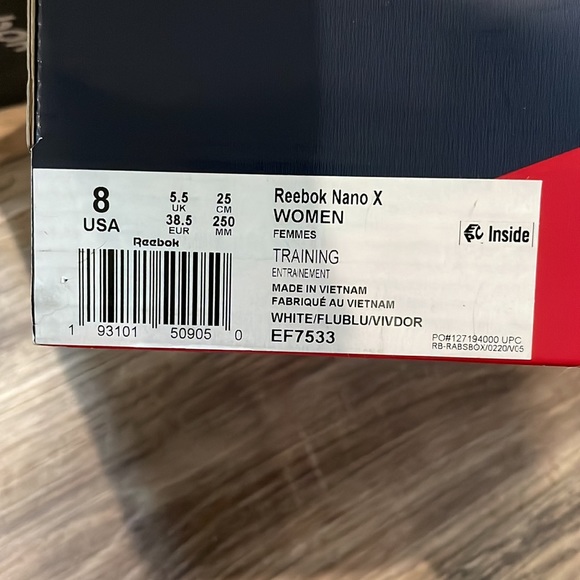 8
USA
5.5
UK
38.5
EUR
25
CM
250
MM
Reebok
1 93101 50905 0
Reebok Nano X
WOMEN
FEMMES
TRAINING
ENTRAINEMENT
MADE IN VIETNAM
FABRIQUÉ AU VIETNAM
WHITE/FLUBLU/VIVDOR
EF7533
Inside
PO#127194000 UPC
RB-RABSBOX/0220/V05